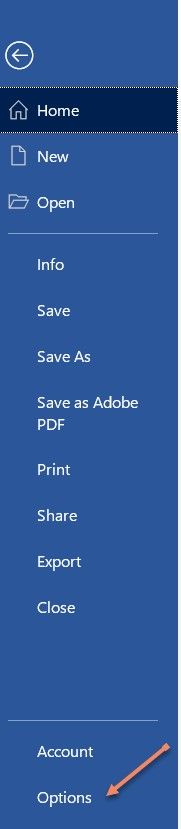 Home
New
Open
Info
Save
Save As
Save as Adobe
PDF
Print
Share
Export
Close
Account
Options